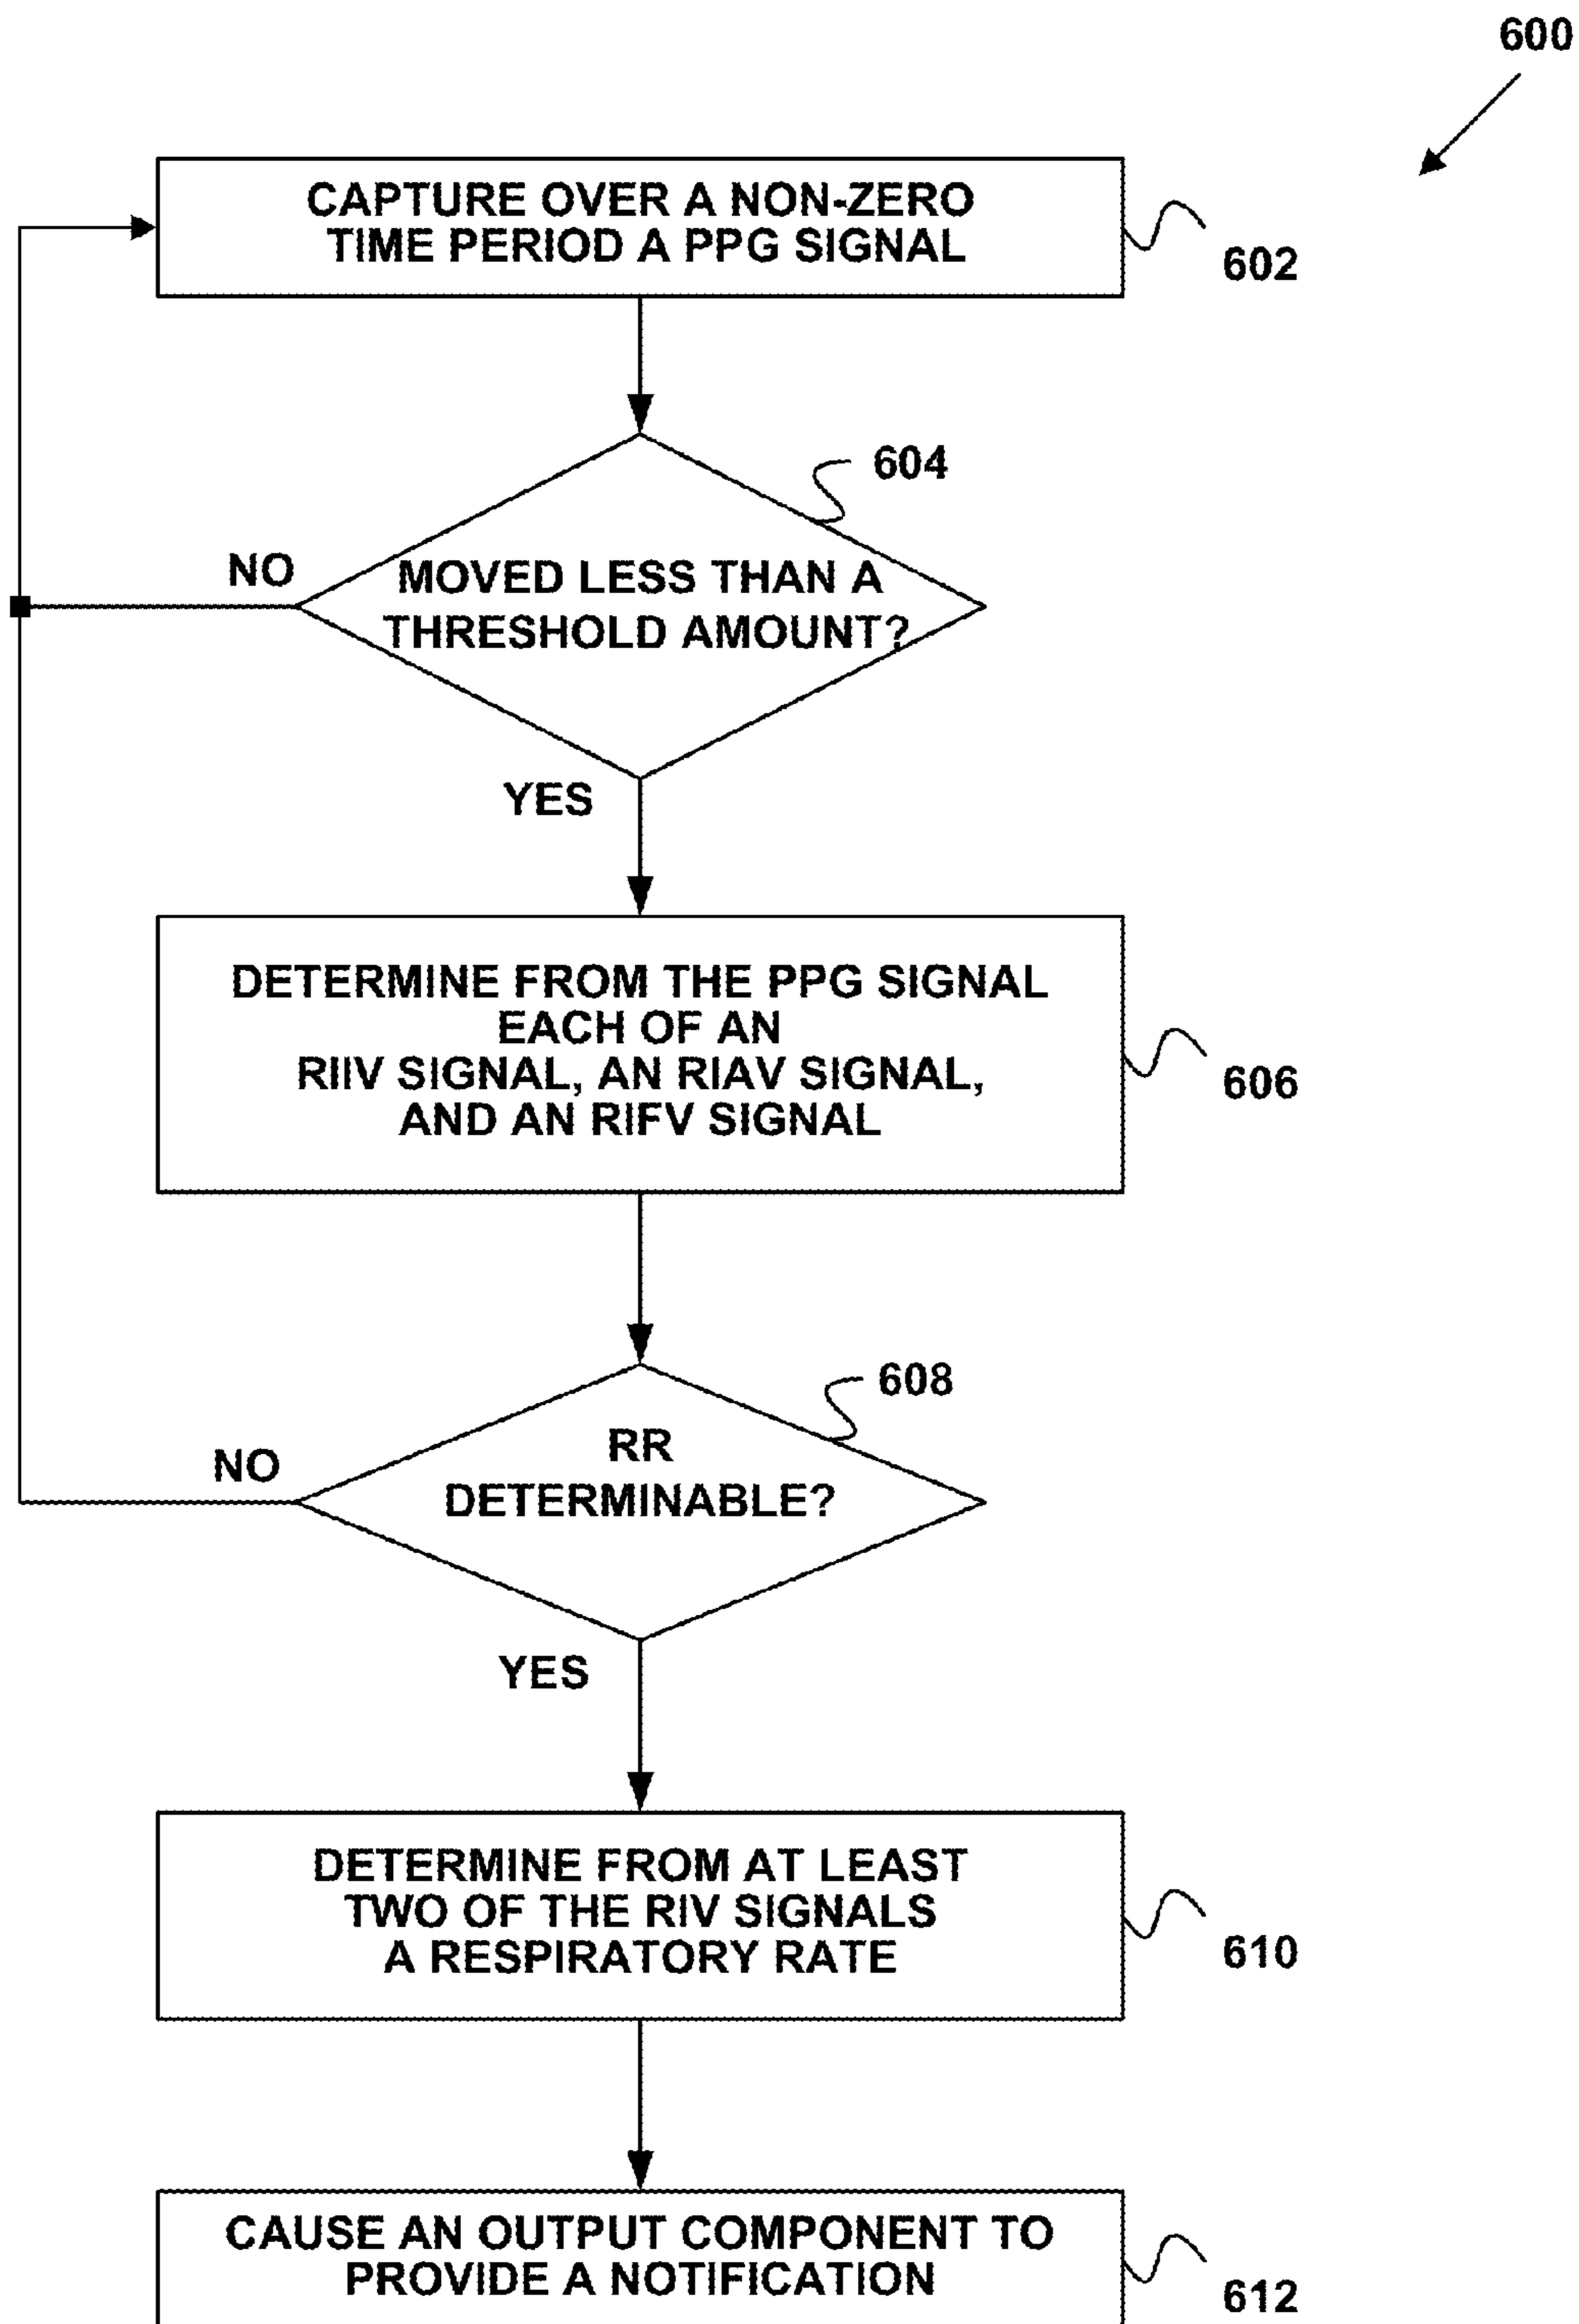 600
CAPTURE OVER A NON-ZERO
TIME PERIOD A PPG SIGNAL
602
604
NO
MOVED LESS THAN A
THRESHOLD AMOUNT?
YES
DETERMINE FROM THE PPG SIGNAL
EACH OF AN
RIIV SIGNAL, AN RIAV SIGNAL,
AND AN RIFV SIGNAL
606
608
NO
RR
DETERMINABLE?
YES
DETERMINE FROM AT LEAST
TWO OF THE RIV SIGNALS
A RESPIRATORY RATE
610
CAUSE AN OUTPUT COMPONENT TO
PROVIDE A NOTIFICATION
612